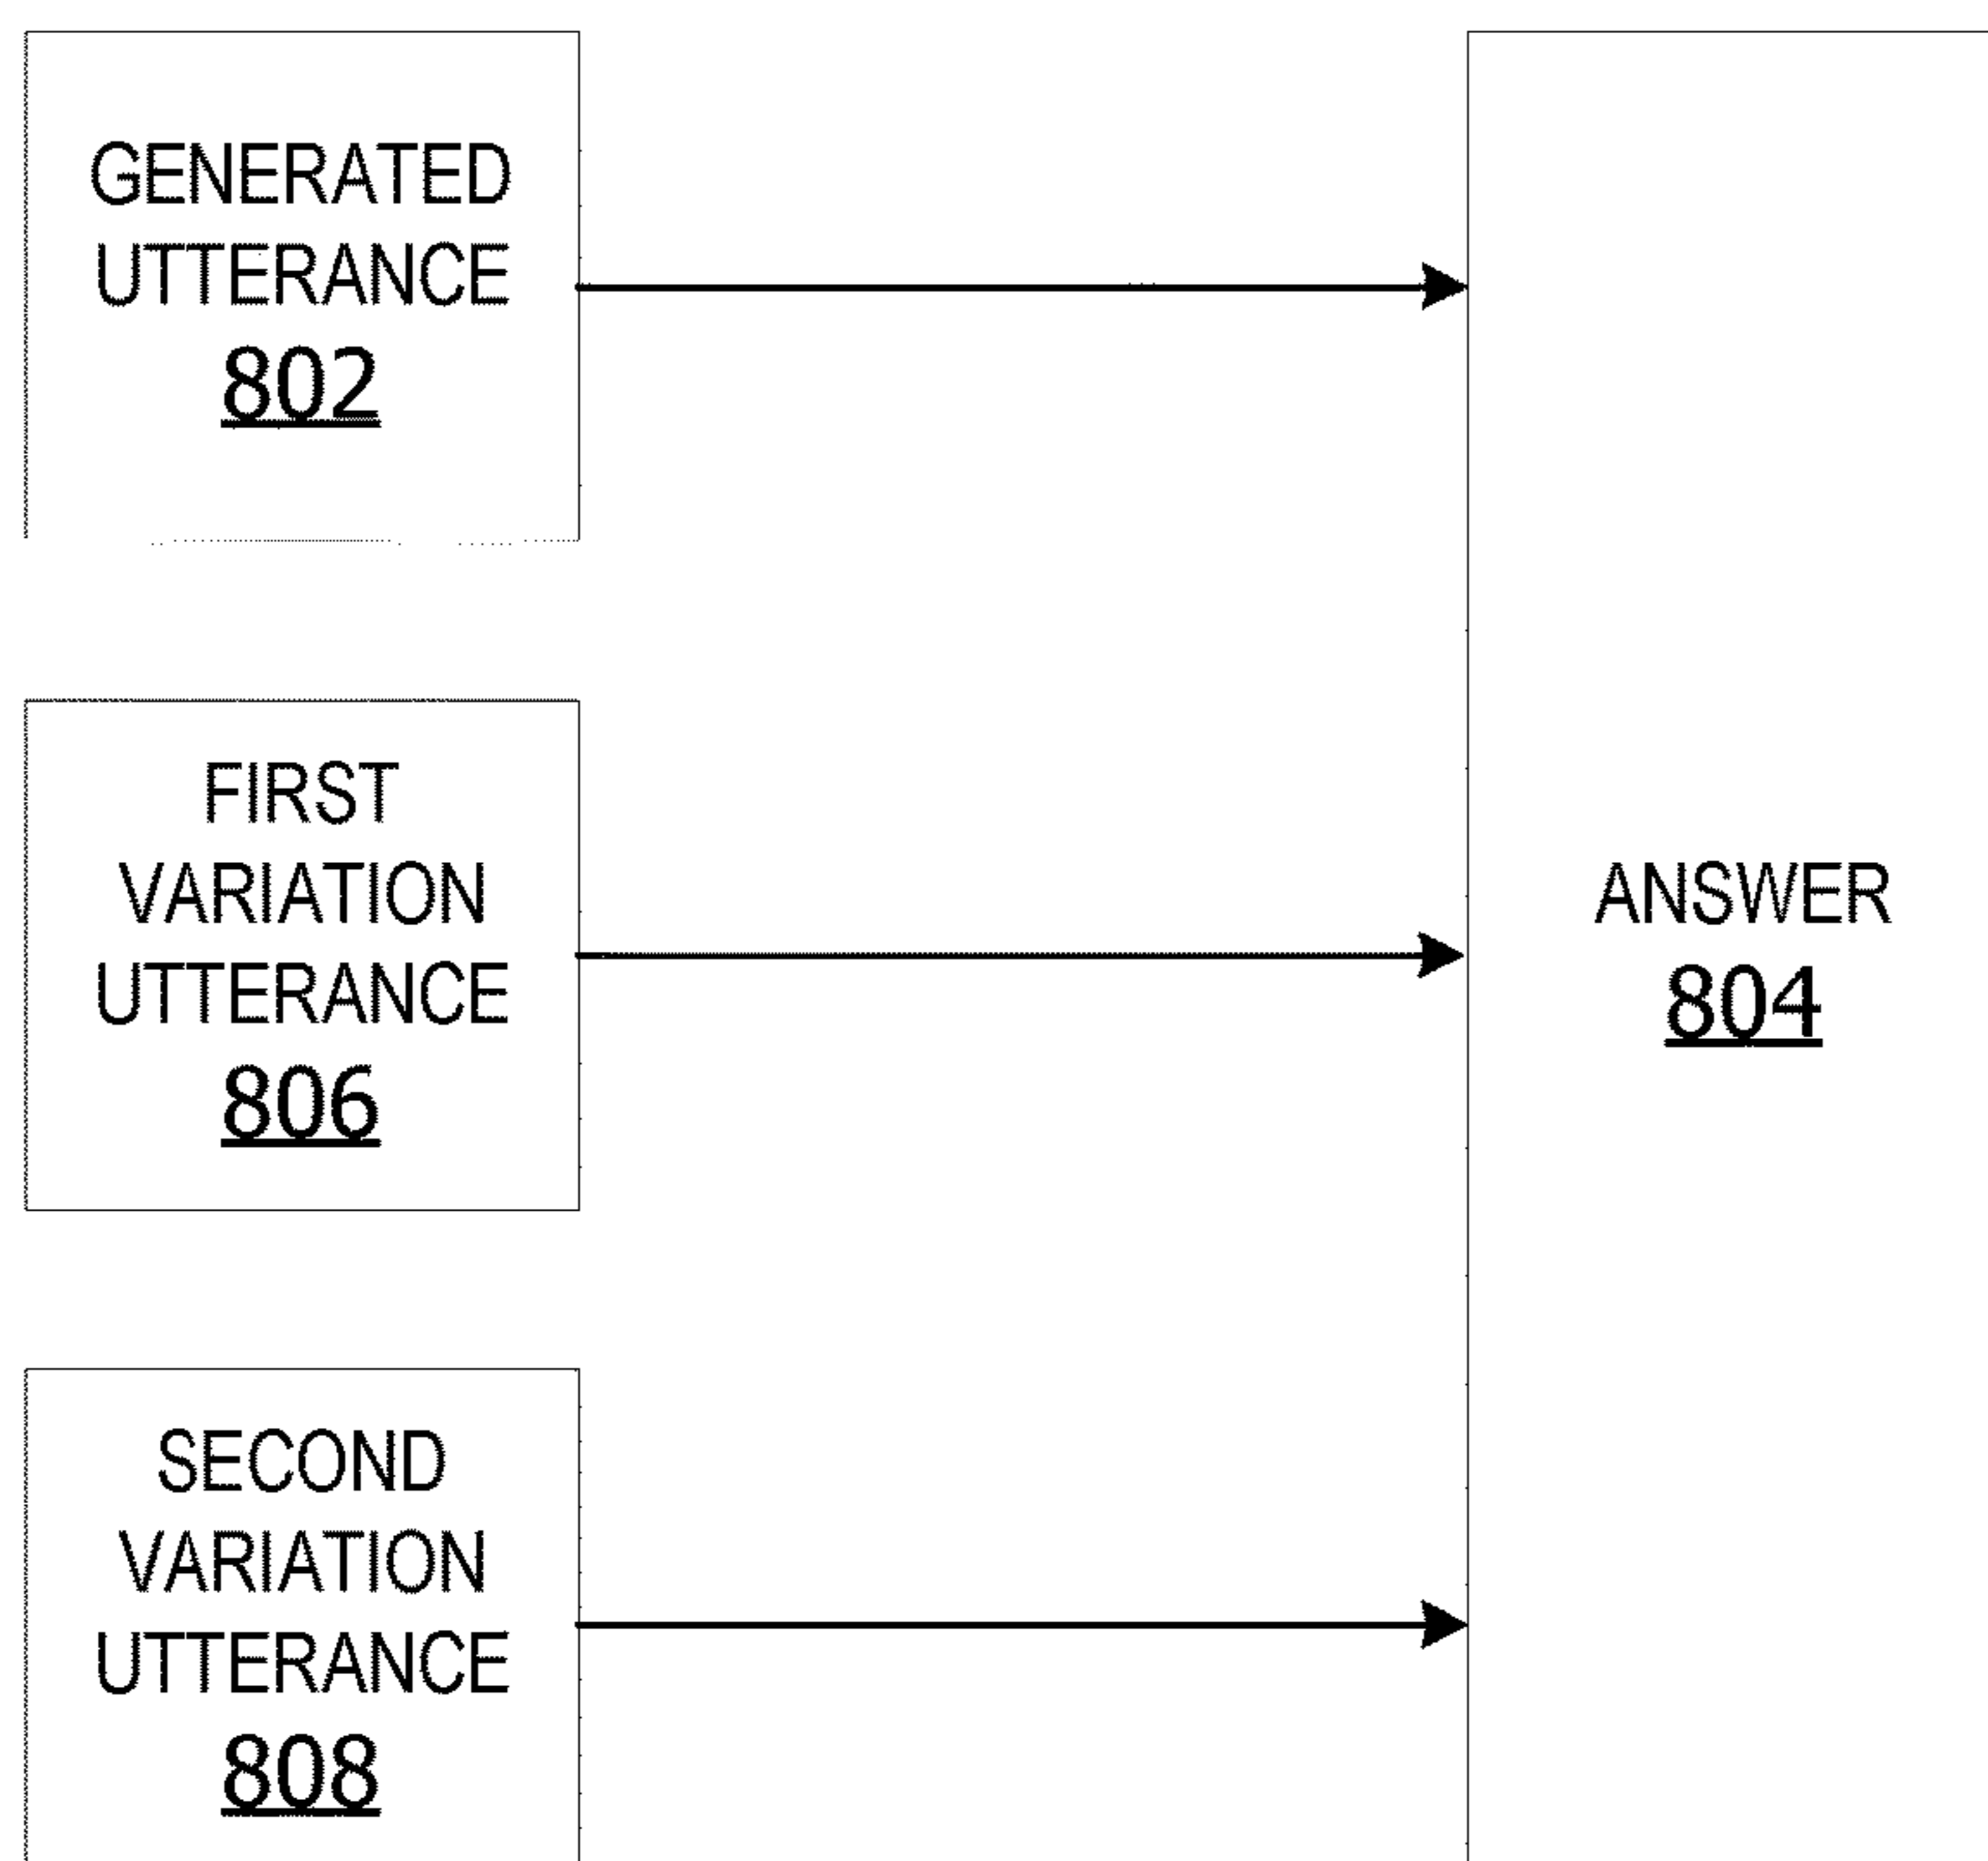 GENERATED
UTTERANCE
802
FIRST
VARIATION
UTTERANCE
806
SECOND
VARIATION
UTTERANCE
808
ANSWER
804